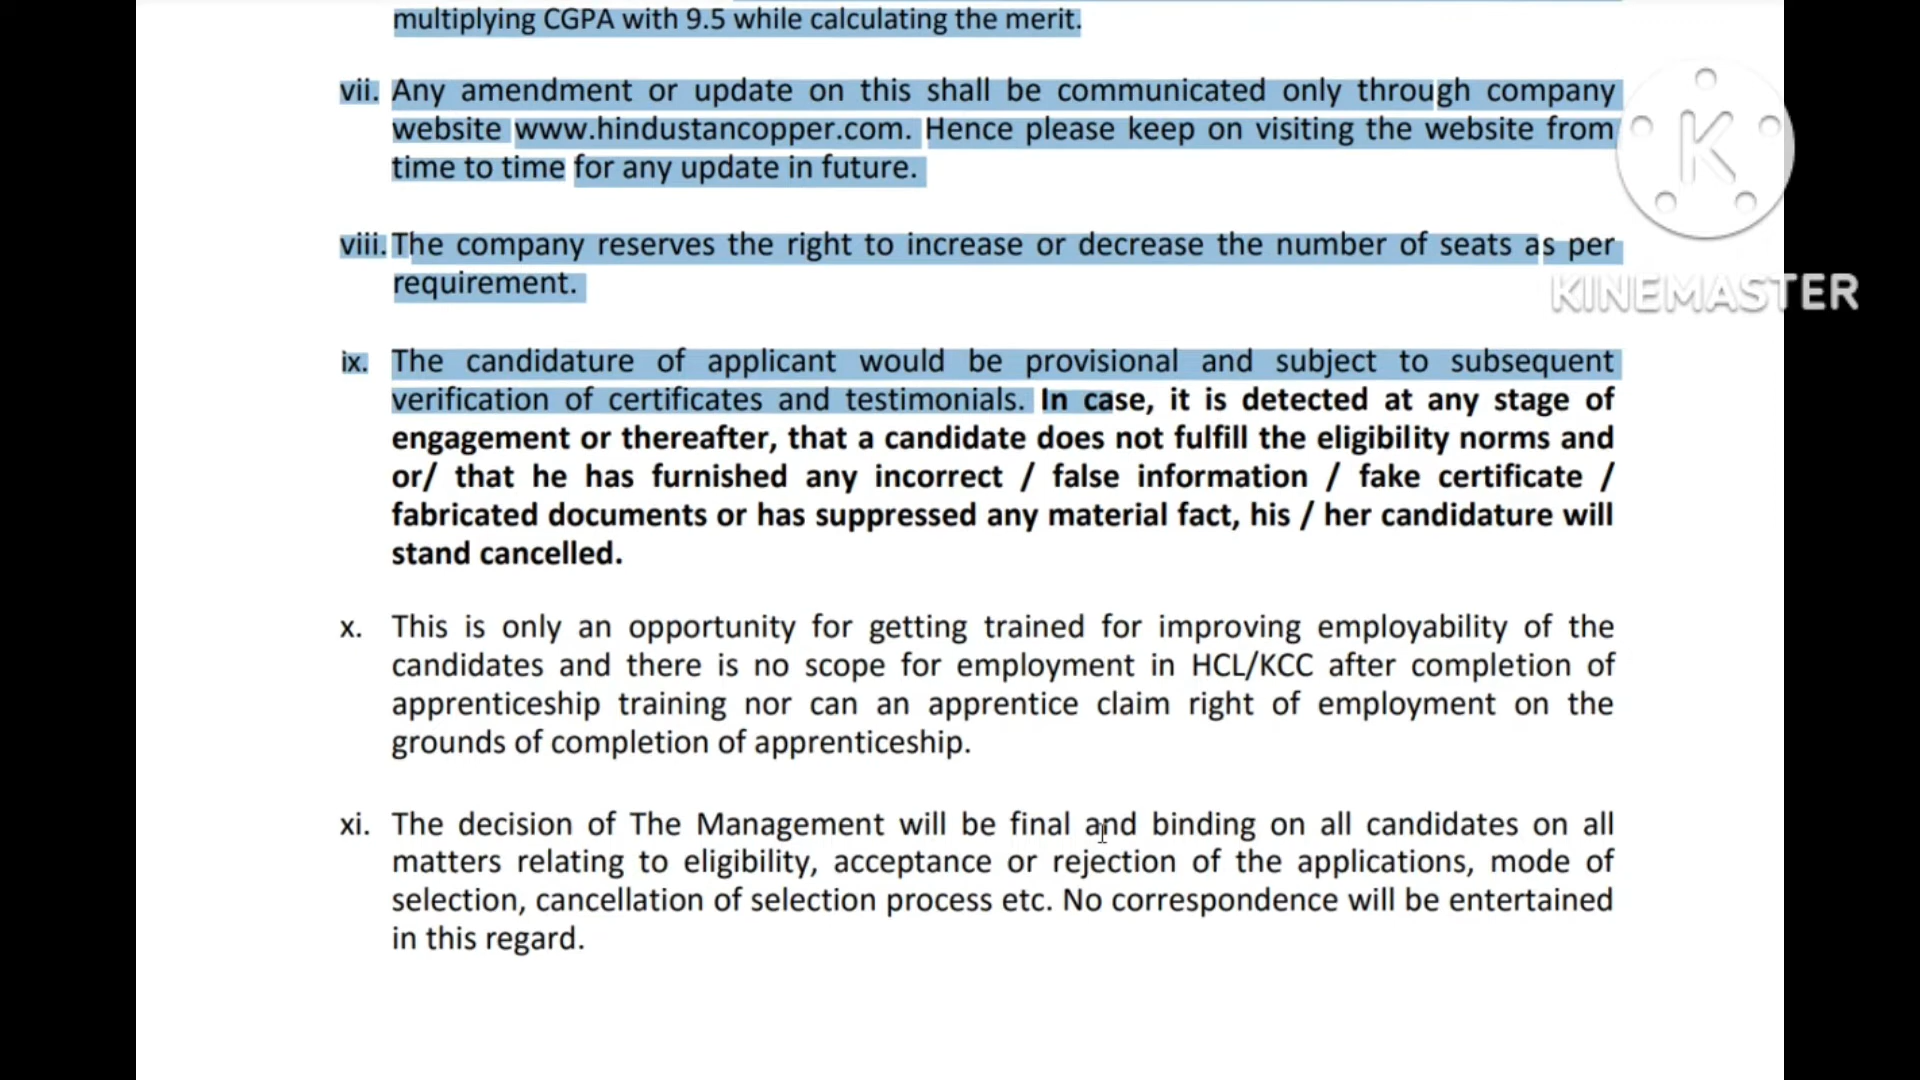 multiplying CGPA with 9.5 while calculating the merit.
vii. Any amendment or update on this shall be communicated only through company
website www.hindustancopper.com. Hence please keep on visiting the website from
time to time for any update in future.
viii. The company reserves the right to increase or decrease the number of seats as per
requirement.
ix. The candidature of applicant would be provisional and subject to subsequent
verification of certificates and testimonials. In case, it is detected at any stage of
engagement or thereafter, that a candidate does not fulfill the eligibility norms and
or/ that he has furnished any incorrect / false information / fake certificate /
fabricated documents or has suppressed any material fact, his / her candidature will
stand cancelled.
x. This is only an opportunity for getting trained for improving employability of the
candidates and there is no scope for employment in HCL/KCC after completion of
apprenticeship training nor can an apprentice claim right of employment on the
grounds of completion of apprenticeship.
xi. The decision of The Management will be final and binding on all candidates on all
matters relating to eligibility, acceptance or rejection of the applications, mode of
selection, cancellation of selection process etc. No correspondence will be entertained
in this regard.
K
KINEMASTER